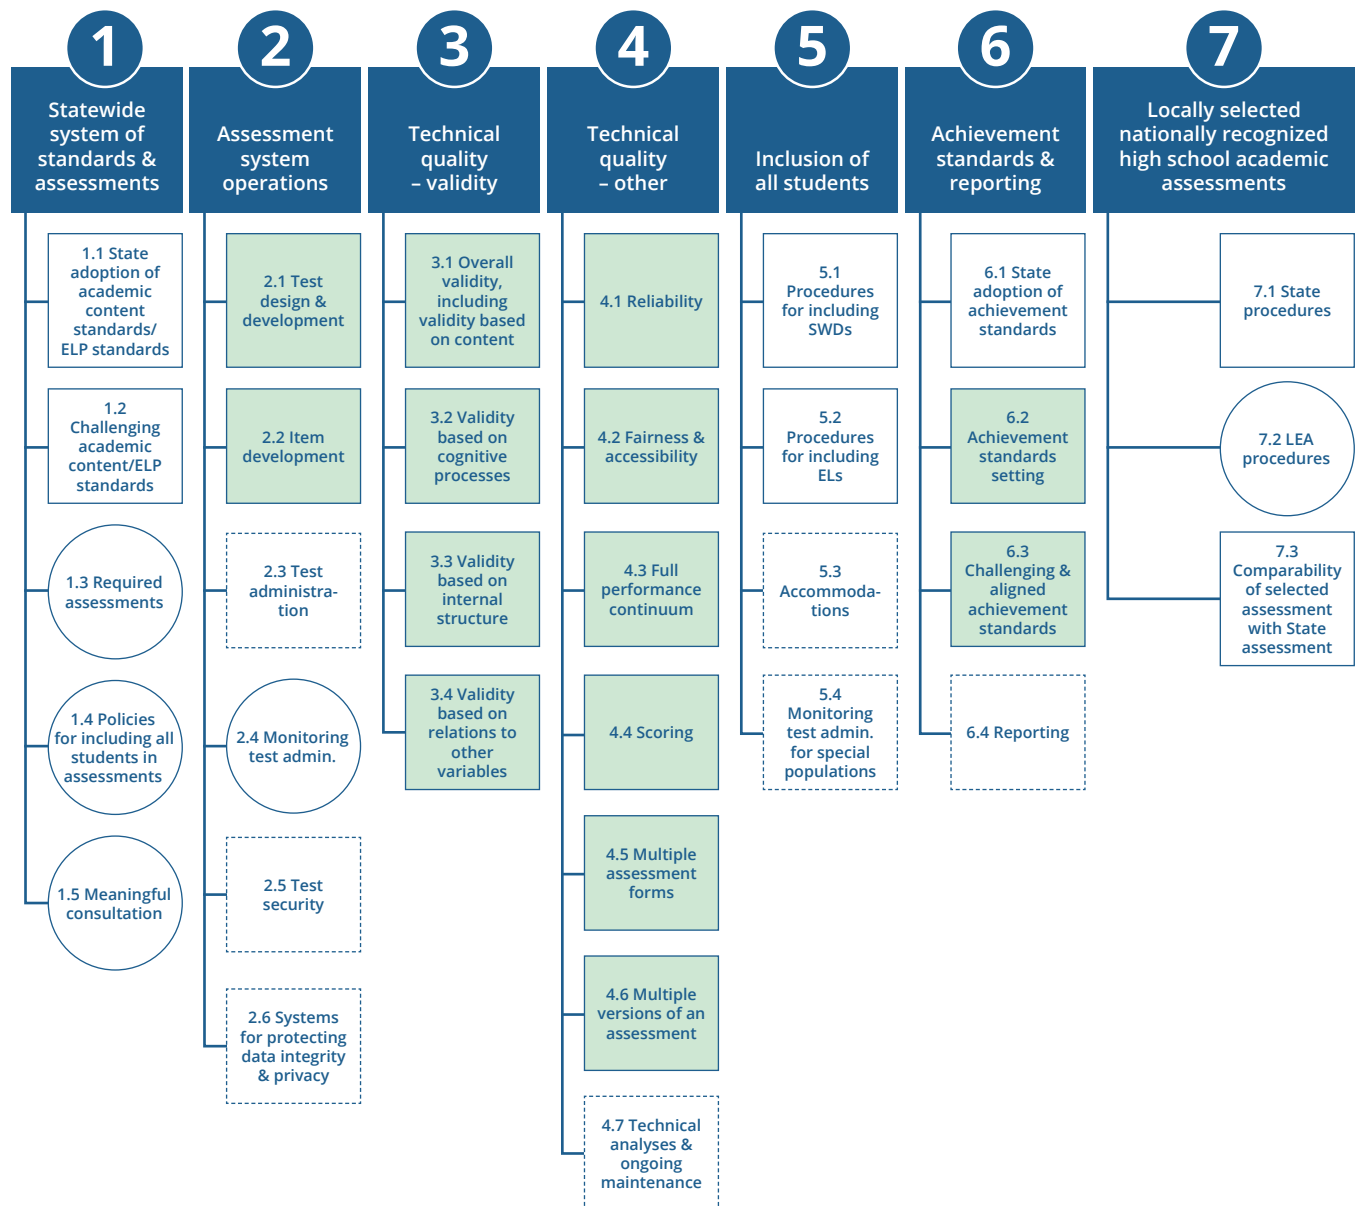 1
Statewide
system of
standards &
assessments
1.1 State
adoption of
academic
content
standards/
ELP standards
1.2
Challenging
academic
content/ELP
standards
1.3 Required
assessments
1.4 Policies
for including all
students in
assessments
1.5 Meaningful
consultation
2
Assessment
system
operations
2.1 Test
design &
development
2.2 Item
development
2.3 Test
administra-
tion
2.4 Monitoring
test admin.
2.5 Test
security
2.6 Systems
for protecting
data integrity
& privacy
3
Technical
quality
– validity
3.1 Overall
validity,
including
validity based
on content
3.2 Validity
based on
cognitive
processes
3.3 Validity
based on
internal
structure
3.4 Validity
based on
relations to
other
variables
4
Technical
quality
– other
4.1 Reliability
4.2 Fairness &
accessibility
4.3 Full
performance
continuum
4.4 Scoring
4.5 Multiple
assessment
forms
4.6 Multiple
versions of an
assessment
4.7 Technical
analyses &
ongoing
maintenance
5
Inclusion of
all students
5.1
Procedures
for including
SWDs
5.2
Procedures
for including
ELs
5.3
Accommoda-
tions
5.4
Monitoring
test admin.
for special
populations
6
Achievement
standards &
reporting
6.1 State
adoption of
achievement
standards
6.2
Achievement
standards
setting
6.3
Challenging &
aligned
achievement
standards
6.4 Reporting
7
Locally selected
nationally recognized
high school academic
assessments
7.1 State
procedures
7.2 LEA
procedures
7.3
Comparability
of selected
assessment
with State
assessment